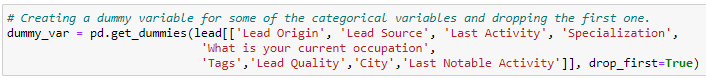 # Creating a dummy variable for some of the categorical variables and dropping the first one.
dummy_var = pd.get_dummies(lead[['Lead Origin', 'Lead Source', 'Last Activity', 'Specialization',
'What is your current occupation',
'Tags','Lead Quality','City','Last Notable Activity']], drop_first=True)